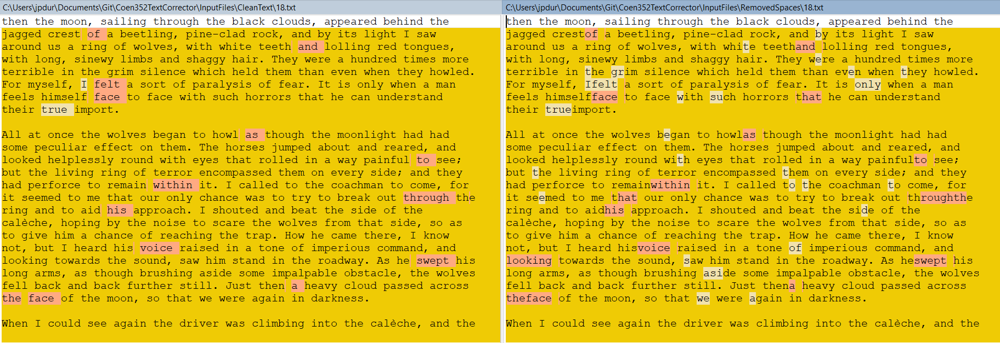 C:\Users\jpdur\Documents\Git\Coen352TextCorrector\InputFiles\CleanText\18.txt
then the moon, sailing through the black clouds, appeared behind the
jagged crest of a beetling, pine-clad rock, and by its light I saw
around us a ring of wolves, with white teeth and lolling red tongues,
with long, sinewy limbs and shaggy hair. They were a hundred times more
terrible in the grim silence which held them than even when they howled.
For myself, I felt a sort of paralysis of fear. It is only when a man
feels himself face to face with such horrors that he can understand
their true import.

All at once the wolves began to howl as though the moonlight had had
some peculiar effect on them. The horses jumped about and reared, and
looked helplessly round with eyes that rolled in a way painful to see;
but the living ring of terror encompassed them on every side; and they
had perforce to remain within it. I called to the coachman to come, for
it seemed to me that our only chance was to try to break out through the
ring and to aid his approach. I shouted and beat the side of the
calèche, hoping by the noise to scare the wolves from that side, so as
to give him a chance of reaching the trap. How he came there, I know
not, but I heard his voice raised in a tone of imperious command, and
looking towards the sound, saw him stand in the roadway. As he swept his
long arms, as though brushing aside some impalpable obstacle, the wolves
fell back and back further still. Just then a heavy cloud passed across
the face of the moon, so that we were again in darkness.

When I could see again the driver was climbing into the calèche, and the
C:\Users\jpdur\Documents\Git\Coen352TextCorrector\InputFiles\RemovedSpaces\18.txt
then the moon, sailing through the black clouds, appeared behind the
jagged crestof a beetling, pine-clad rock, and by its light I saw
around us a ring of wolves, with white teethand lolling red tongues,
with long, sinewy limbs and shaggy hair. They were a hundred times more
terrible in the grim silence which held them than even when they howled.
For myself, Ifelt a sort of paralysis of fear. It is only when a man
feels himselfface to face with such horrors that he can understand
their trueimport.

All at once the wolves began to howlas though the moonlight had had
some peculiar effect on them. The horses jumped about and reared, and
looked helplessly round with eyes that rolled in a way painfulto see;
but the living ring of terror encompassed them on every side; and they
had perforce to remainwithin it. I called to the coachman to come, for
it seemed to me that our only chance was to try to break out throughthe
ring and to aidhis approach. I shouted and beat the side of the
calèche, hoping by the noise to scare the wolves from that side, so as
to give him a chance of reaching the trap. How he came there, I know
not, but I heard hisvoice raised in a tone of imperious command, and
looking towards the sound, saw him stand in the roadway. As heswept his
long arms, as though brushing aside some impalpable obstacle, the wolves
fell back and back further still. Just thena heavy cloud passed across
theface of the moon, so that we were again in darkness.

When I could see again the driver was climbing into the calèche, and the